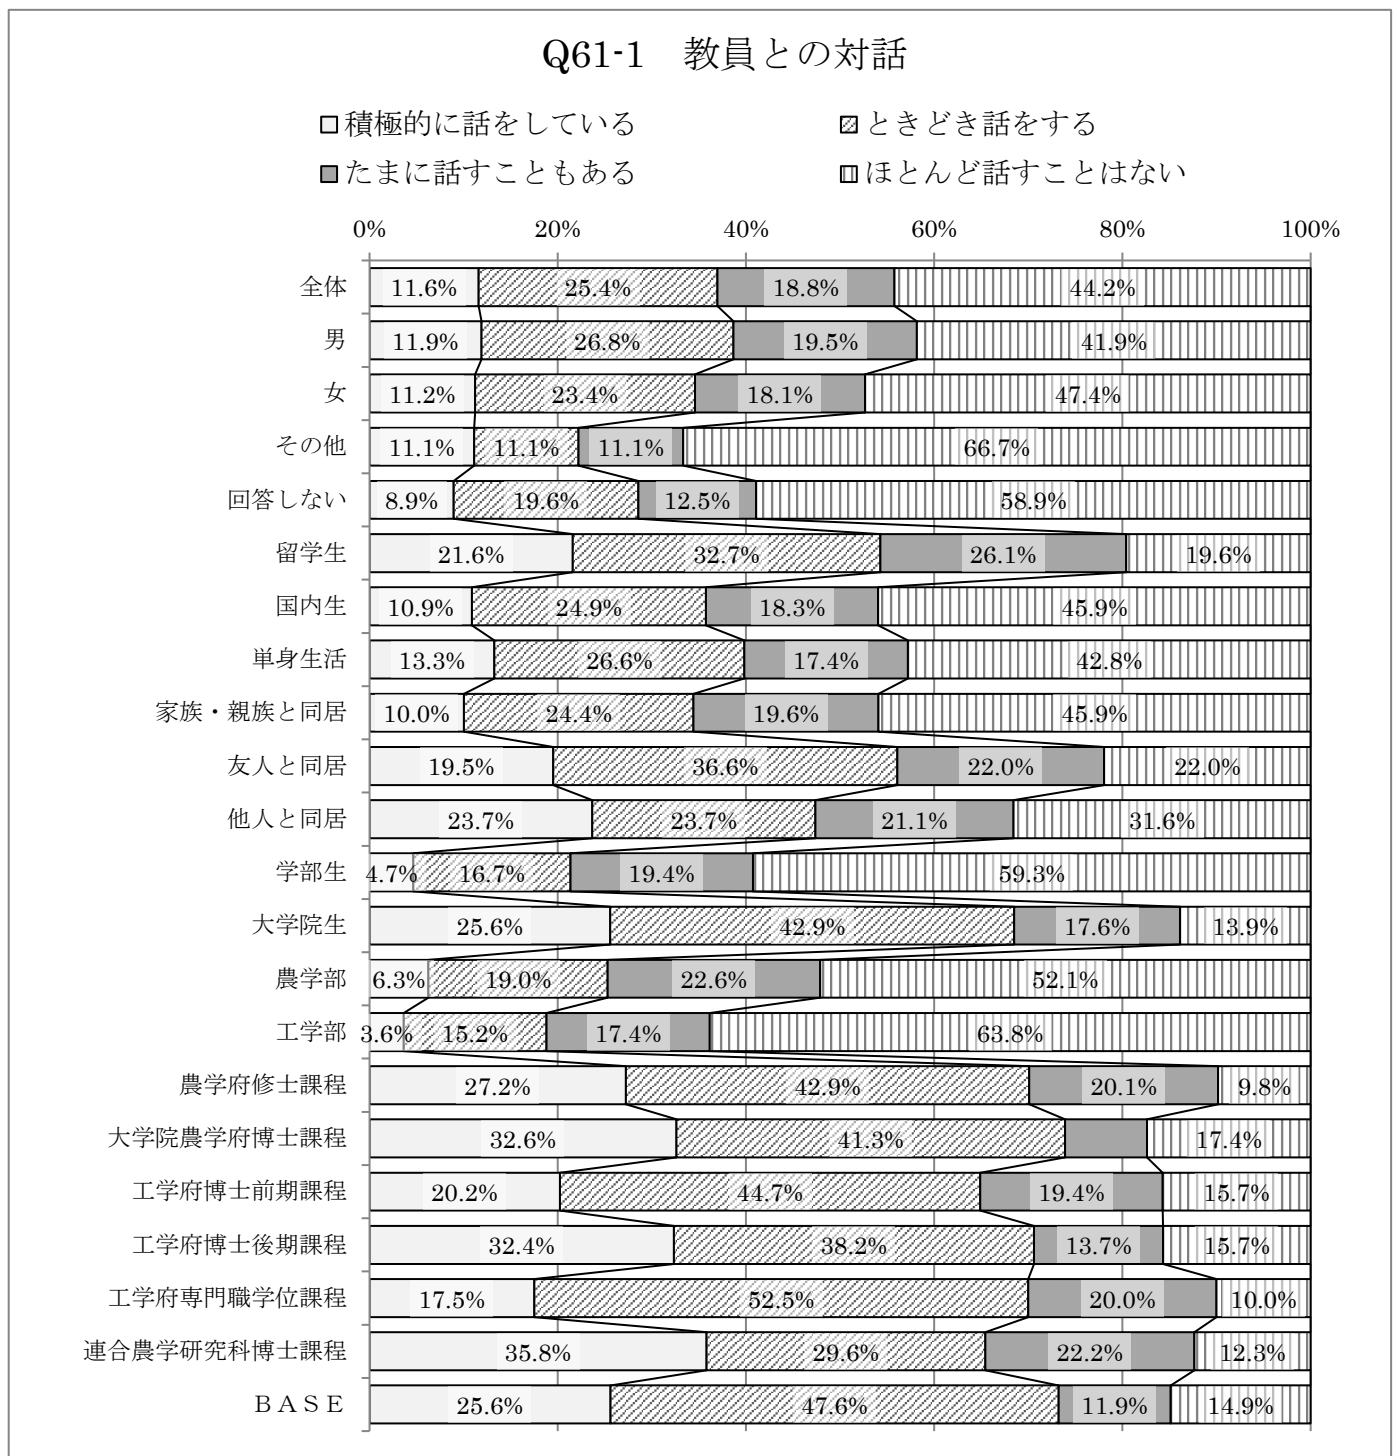 Q61-1　教員との対話
□積極的に話をしている　ときどき話をする
たまに話すこともある　ほとんど話すことはない
0%　20%　40%　60%　80%　100%
全体　11.6%　25.4%　18.8%　44.2%
男　11.9%　26.8%　19.5%　41.9%
女　11.2%　23.4%　18.1%　47.4%
その他　11.1%　11.1%　11.1%　66.7%
回答しない　8.9%　19.6%　12.5%　58.9%
留学生　21.6%　32.7%　26.1%　19.6%
国内生　10.9%　24.9%　18.3%　45.9%
単身生活　13.3%　26.6%　17.4%　42.8%
家族・親族と同居　10.0%　24.4%　19.6%　45.9%
友人と同居　19.5%　36.6%　22.0%　22.0%
他人と同居　23.7%　23.7%　21.1%　31.6%
学部生　4.7%　16.7%　19.4%　59.3%
大学院生　25.6%　42.9%　17.6%　13.9%
農学部　6.3%　19.0%　22.6%　52.1%
工学部　3.6%　15.2%　17.4%　63.8%
農学府修士課程　27.2%　42.9%　20.1%　9.8%
大学院農学府博士課程　32.6%　41.3%　17.4%
工学府博士前期課程　20.2%　44.7%　19.4%　15.7%
工学府博士後期課程　32.4%　38.2%　13.7%　15.7%
工学府専門職学位課程　17.5%　52.5%　20.0%　10.0%
連合農学研究科博士課程　35.8%　29.6%　22.2%　12.3%
ＢＡＳＥ　25.6%　47.6%　11.9%　14.9%